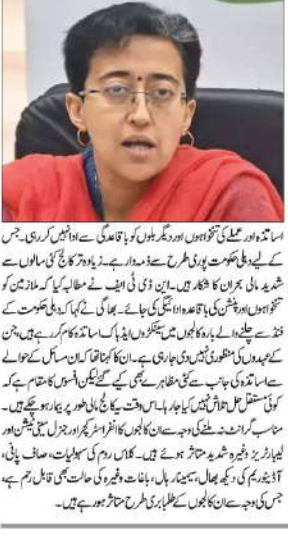 اساتذہ اور عملے کی تنخواہوں اور دیگر بلوں کو باقاعدگی سے ادا نہیں کر رہی۔ جس
کے لیے دہلی حکومت پوری طرح سے ذمہ دار ہے۔ زیادہ تر کالج کئی سالوں سے
شدید مالی بحران کا شکار ہیں۔ این ڈی ٹی ایف نے مطالبہ کیا کہ ملازمین کو
تنخواہوں اور پنشن کی باقاعدہ ادائیگی کی جائے۔ بھاگی نے کہا کہ دہلی حکومت کے
فنڈ سے چلنے والے بارہ کالجوں میں سینکڑوں ایڈہاک اساتذہ کام کر رہے ہیں، جن
کے عہدوں کی منظوری نہیں دی جا رہی ہے۔ ان کا کہنا تھا کہ ان مسائل کے حوالے
سے اساتذہ کی جانب سے کئی مظاہرے بھی کیے گئے لیکن افسوس کا مقام ہے کہ
کوئی مستقل حل تلاش نہیں کیا جا رہا۔ اس وقت یہ کالج مالی طور پر بیمار ہو چکے ہیں۔
مناسب گرانٹ نہ ملنے کی وجہ سے ان کالجوں کا انفراسٹرکچر اور جنرل سینی ٹیشن اور
لیبارٹریز وغیرہ شدید متاثر ہوئے ہیں۔ کلاس روم کی سہولیات، صاف پانی،
آڈیٹوریم کی دیکھ بھال، سیمینار ہال، باغات وغیرہ کی حالت بھی قابل رحم ہے،
جس کی وجہ سے ان کالجوں کے طلبا بری طرح متاثر ہو رہے ہیں۔